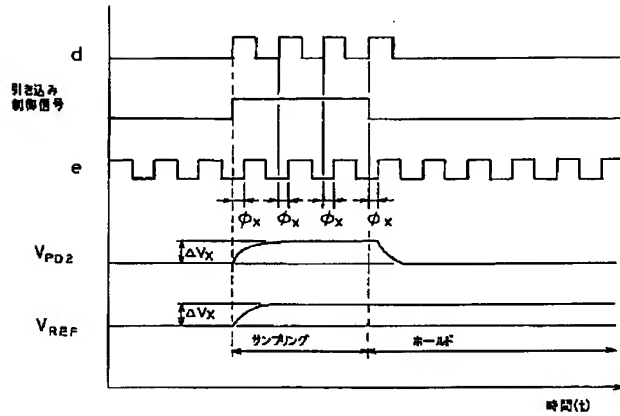 d
引き込み
制御信号
e
φx φx φx φx
VPD2
ΔVx
VREF
ΔVx
サンプリング
ホールド
時間(t)